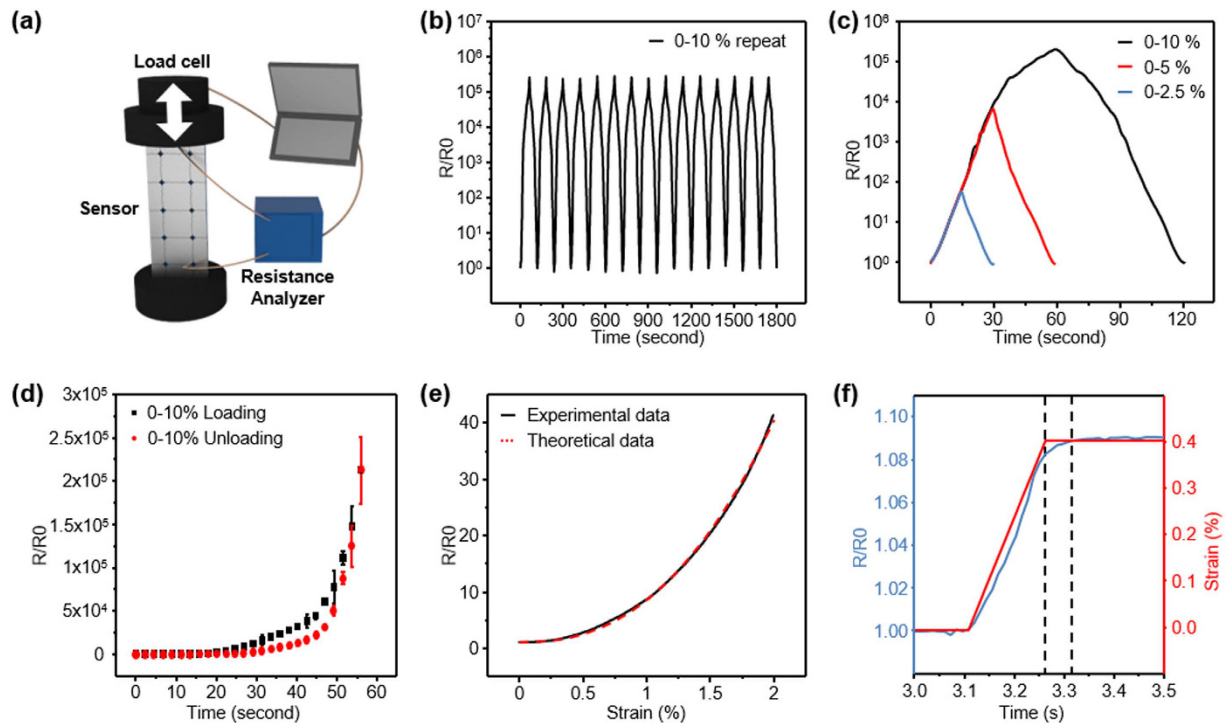 (a)
Load cell
Sensor
Resistance
Analyzer
(b)
0-10 % repeat
10⁷
10⁶
10⁵
10⁴
10³
10²
10¹
10⁰
R/R0
0 300 600 900 1200 1500 1800
Time (second)
(c)
0-10 %
0-5 %
0-2.5 %
10⁶
10⁵
10⁴
10³
10²
10¹
10⁰
R/R0
0 30 60 90 120
Time (second)
(d)
0-10% Loading
0-10% Unloading
3x10⁵
2.5x10⁵
2x10⁵
1.5x10⁵
1x10⁵
5x10⁴
0
R/R0
0 10 20 30 40 50 60
Time (second)
(e)
Experimental data
Theoretical data
40
30
20
10
0
R/R0
0 0.5 1 1.5 2
Strain (%)
(f)
1.10
1.08
1.06
1.04
1.02
1.00
R/R0
0.4
0.3
0.2
0.1
0.0
Strain (%)
3.0 3.1 3.2 3.3 3.4 3.5
Time (s)